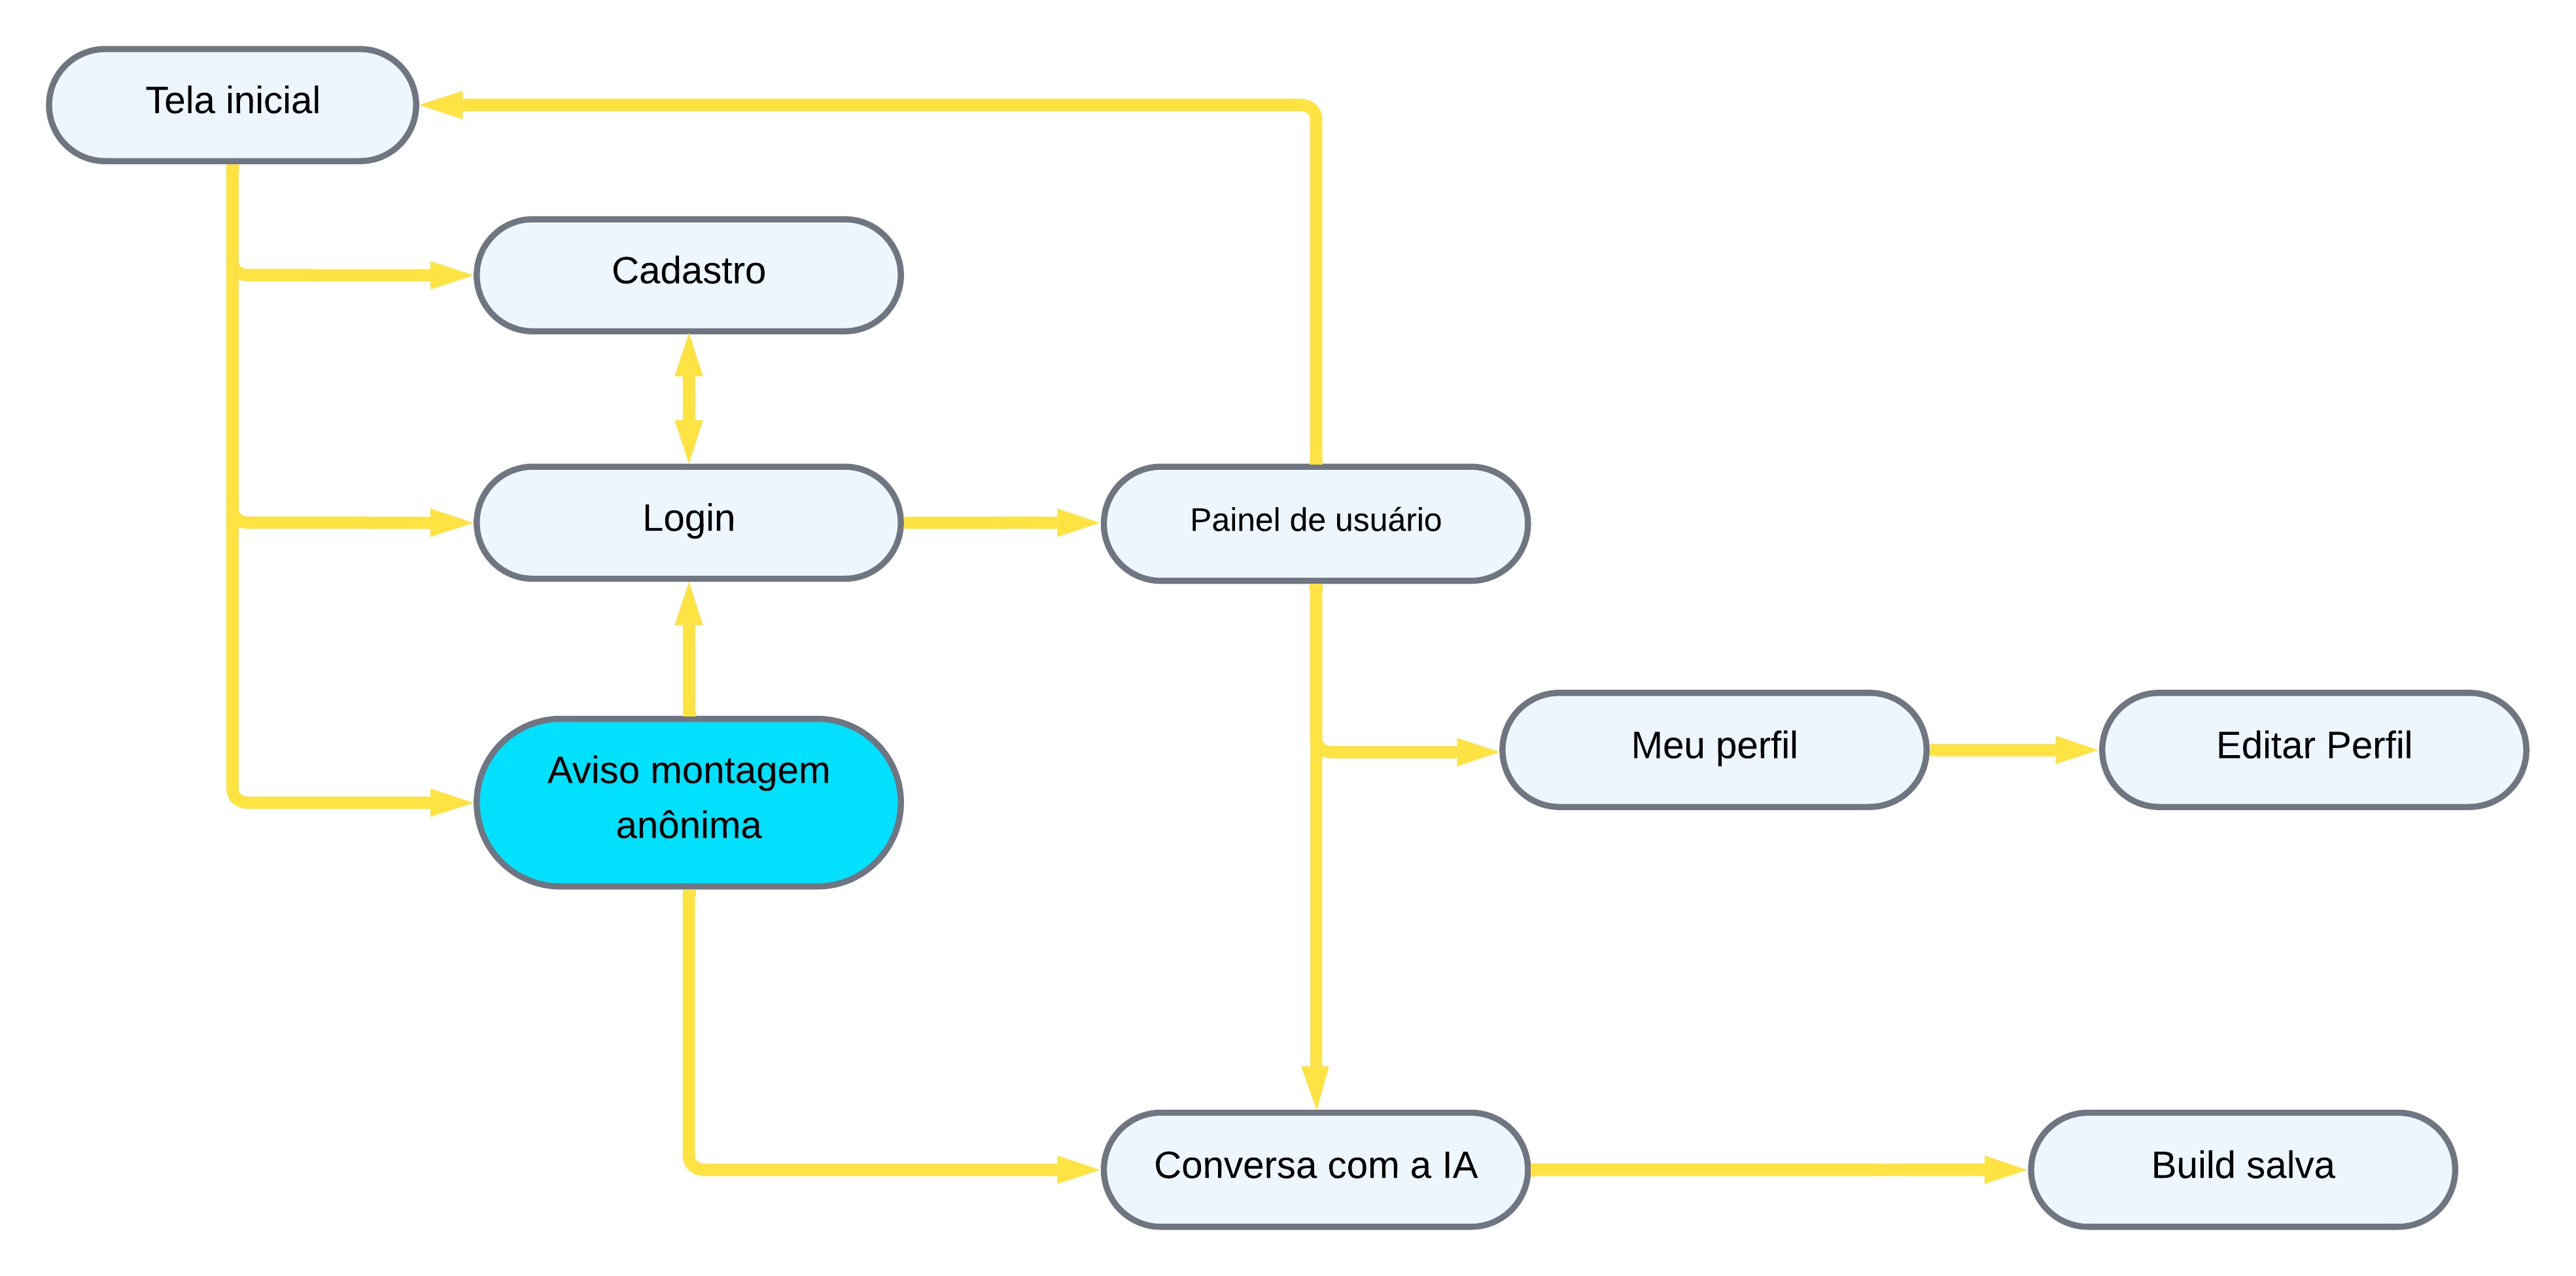 Tela inicial
Cadastro
Login
Painel de usuário
Meu perfil
Editar Perfil
Aviso montagem
anônima
Conversa com a IA
Build salva